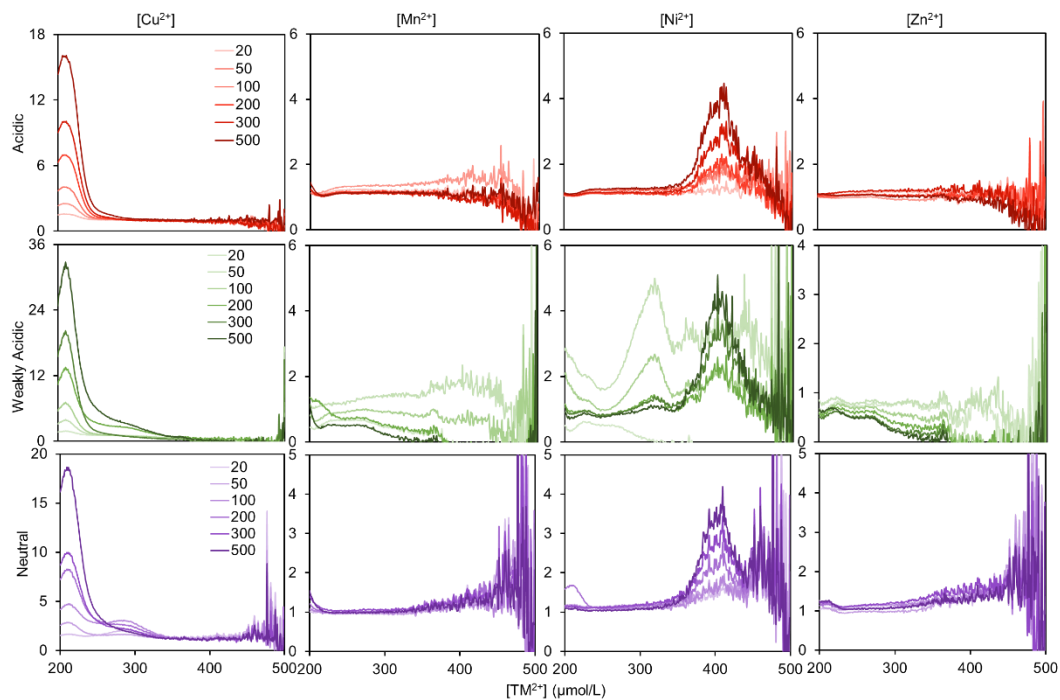 [Cu²⁺] [Mn²⁺] [Ni²⁺] [Zn²⁺]
18 6 6 6
20
50
100
200
300
500
12 4 4 4
Acidic
6 2 2 2
0 0 0 0
36 6 6 4
20
50
100
200
300
500
24 4 4 3
Weakly Acidic
2
12 2 2 1
0 0 0 0
20 5 5 5
20
50
100
200
300
500
15 4 4 4
10 3 3 3
Neutral
2 2 2
5 1 1 1
0 0 0 0
200 300 400 500 200 300 400 500 200 300 400 500 200 300 400 500
[TM²⁺] (µmol/L)